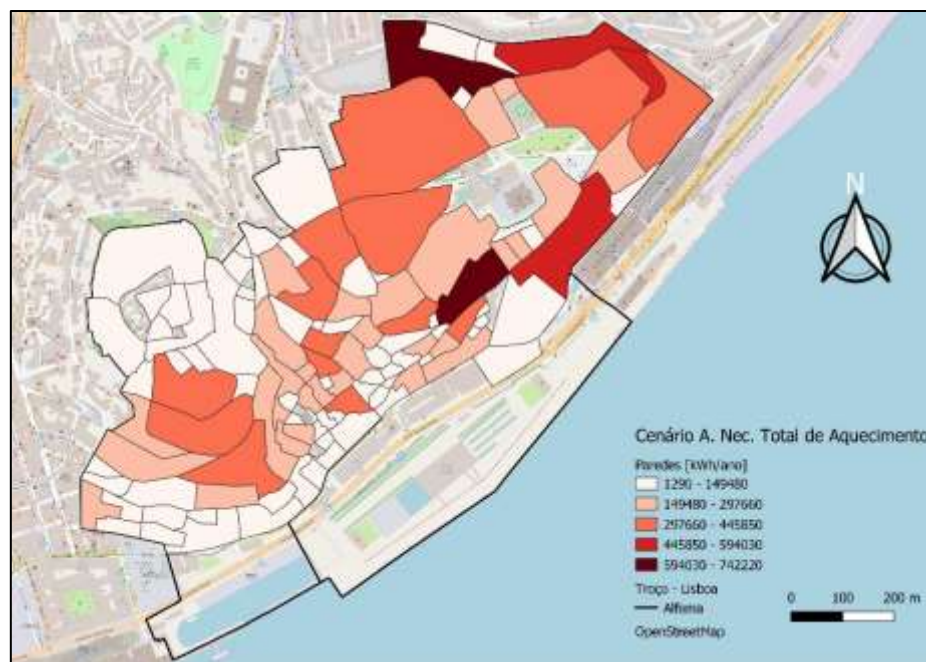 N
Cenário A. Nec. Total de Aquecimento
Paredes [kWh/ano]
1290 - 149480
149480 - 297660
297660 - 445850
445850 - 594030
594030 - 742220
Troço - Lisboa
Alfama
OpenStreetMap
0 100 200 m